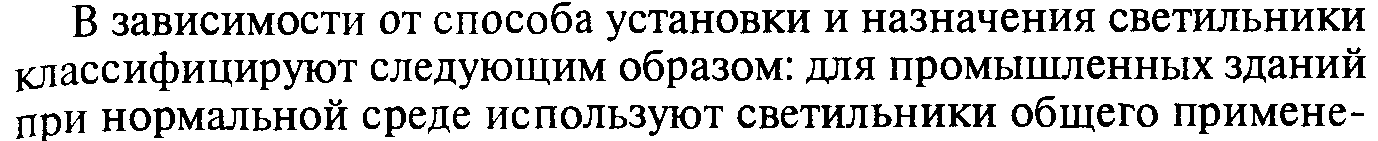 В зависимости от способа установки и назначения светильники
классифицируют следующим образом: для промышленных зданий
при нормальной среде используют светильники общего примене-